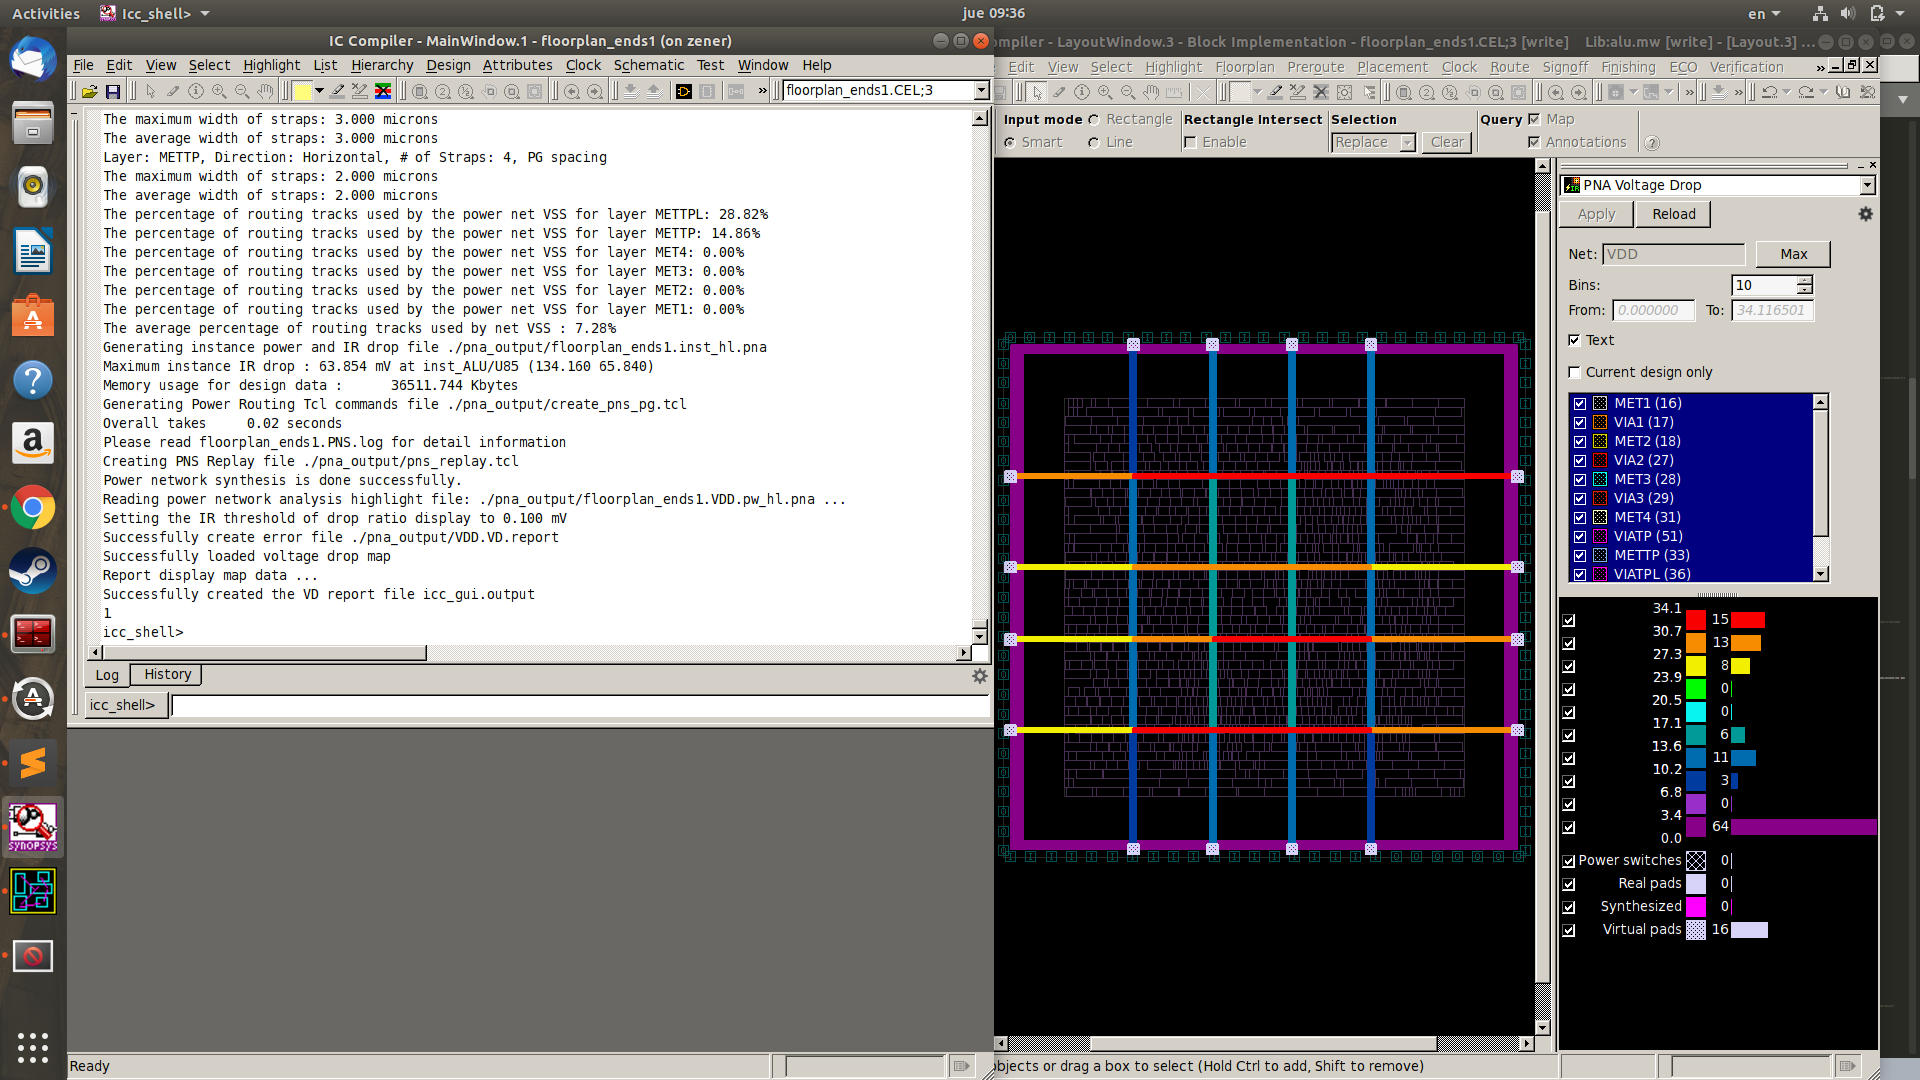 Activities
Icc_shell>
jue 09:36
en
IC Compiler - MainWindow.1 - floorplan_ends1 (on zener)
File Edit View Select Highlight List Hierarchy Design Attributes Clock Schematic Test Window Help
floorplan_ends1.CEL;3
The maximum width of straps: 3.000 microns
The average width of straps: 3.000 microns
Layer: METTP, Direction: Horizontal, # of Straps: 4, PG spacing
The maximum width of straps: 2.000 microns
The average width of straps: 2.000 microns
The percentage of routing tracks used by the power net VSS for layer METTPL: 28.82%
The percentage of routing tracks used by the power net VSS for layer METTP: 14.86%
The percentage of routing tracks used by the power net VSS for layer MET4: 0.00%
The percentage of routing tracks used by the power net VSS for layer MET3: 0.00%
The percentage of routing tracks used by the power net VSS for layer MET2: 0.00%
The percentage of routing tracks used by the power net VSS for layer MET1: 0.00%
The average percentage of routing tracks used by net VSS : 7.28%
Generating instance power and IR drop file ./pna_output/floorplan_ends1.inst_hl.pna
Maximum instance IR drop : 63.854 mV at inst_ALU/U85 (134.160 65.840)
Memory usage for design data : 36511.744 Kbytes
Generating Power Routing Tcl commands file ./pna_output/create_pns_pg.tcl
Overall takes 0.02 seconds
Please read floorplan_ends1.PNS.log for detail information
Creating PNS Replay file ./pna_output/pns_replay.tcl
Power network synthesis is done successfully.
Reading power network analysis highlight file: ./pna_output/floorplan_ends1.VDD.pw_hl.pna ...
Setting the IR threshold of drop ratio display to 0.100 mV
Successfully create error file ./pna_output/VDD.VD.report
Successfully loaded voltage drop map
Report display map data ...
Successfully created the VD report file icc_gui.output
1
icc_shell>
Log History
icc_shell>
Ready
ompiler - LayoutWindow.3 - Block Implementation - floorplan_ends1.CEL;3 [write] Lib:alu.mw [write] - [Layout.3] ...
Edit View Select Highlight Floorplan Preroute Placement Clock Route Signoff Finishing ECO Verification
Input mode Rectangle Rectangle Intersect Selection Query Map
Smart Line Enable Replace Clear Annotations
PNA Voltage Drop
Apply Reload
Net: VDD Max
Bins: 10
From: 0.000000 To: 34.116501
Text
Current design only
MET1 (16)
VIA1 (17)
MET2 (18)
VIA2 (27)
MET3 (28)
VIA3 (29)
MET4 (31)
VIATP (51)
METTP (33)
VIATPL (36)
34.1
15
30.7
13
27.3
8
23.9
0
20.5
0
17.1
6
13.6
11
10.2
3
6.8
0
3.4
64
0.0
Power switches 0
Real pads 0
Synthesized 0
Virtual pads 16
bjects or drag a box to select (Hold Ctrl to add, Shift to remove)
SYNOPSYS